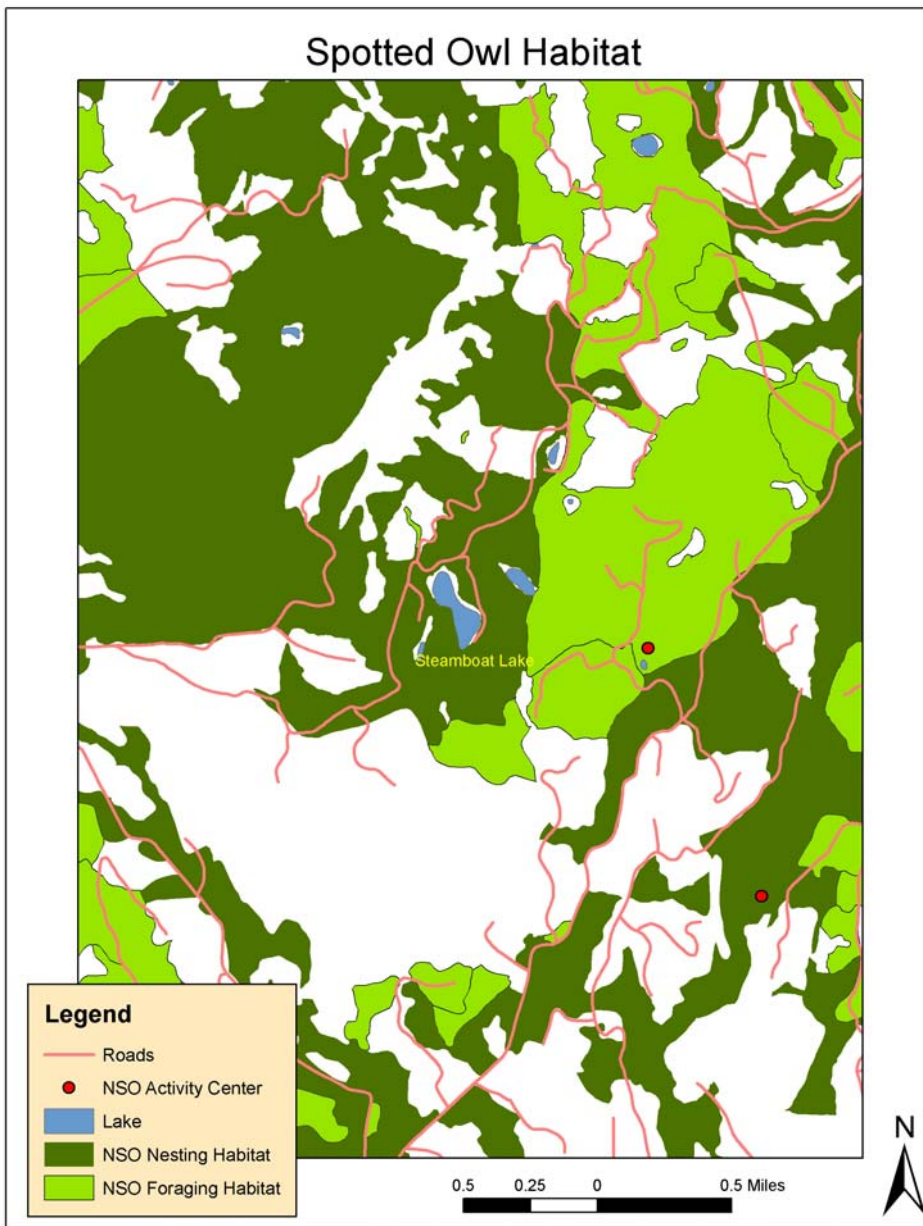 Spotted Owl Habitat
Steamboat Lake
Legend
Roads
NSO Activity Center
Lake
NSO Nesting Habitat
NSO Foraging Habitat
0.5 0.25 0 0.5 Miles
N